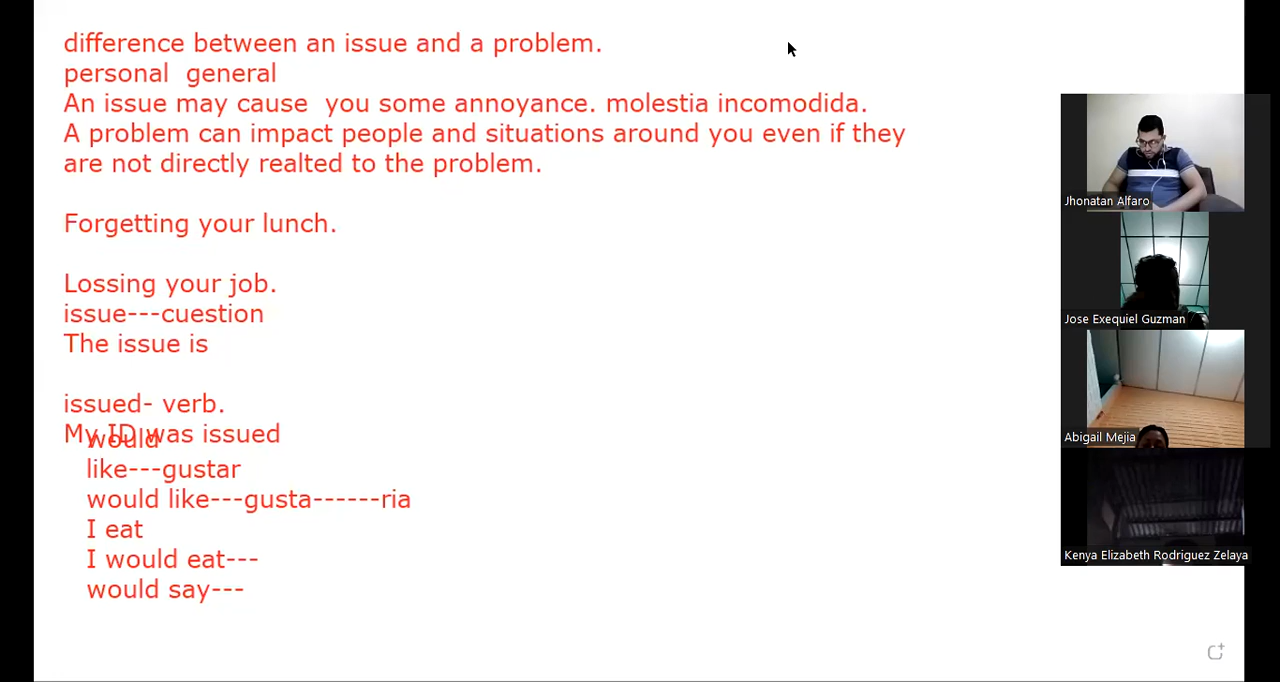 difference between an issue and a problem.
personal  general
An issue may cause  you some annoyance. molestia incomodida.
A problem can impact people and situations around you even if they
are not directly realted to the problem.
Forgetting your lunch.
Lossing your job.
issue---cuestion
The issue is
issued- verb.
My ID was issued
would
like---gustar
would like---gusta------ria
I eat
I would eat---
would say---
Jhonatan Alfaro
Jose Exequiel Guzman
Abigail Mejia
Kenya Elizabeth Rodriguez Zelaya